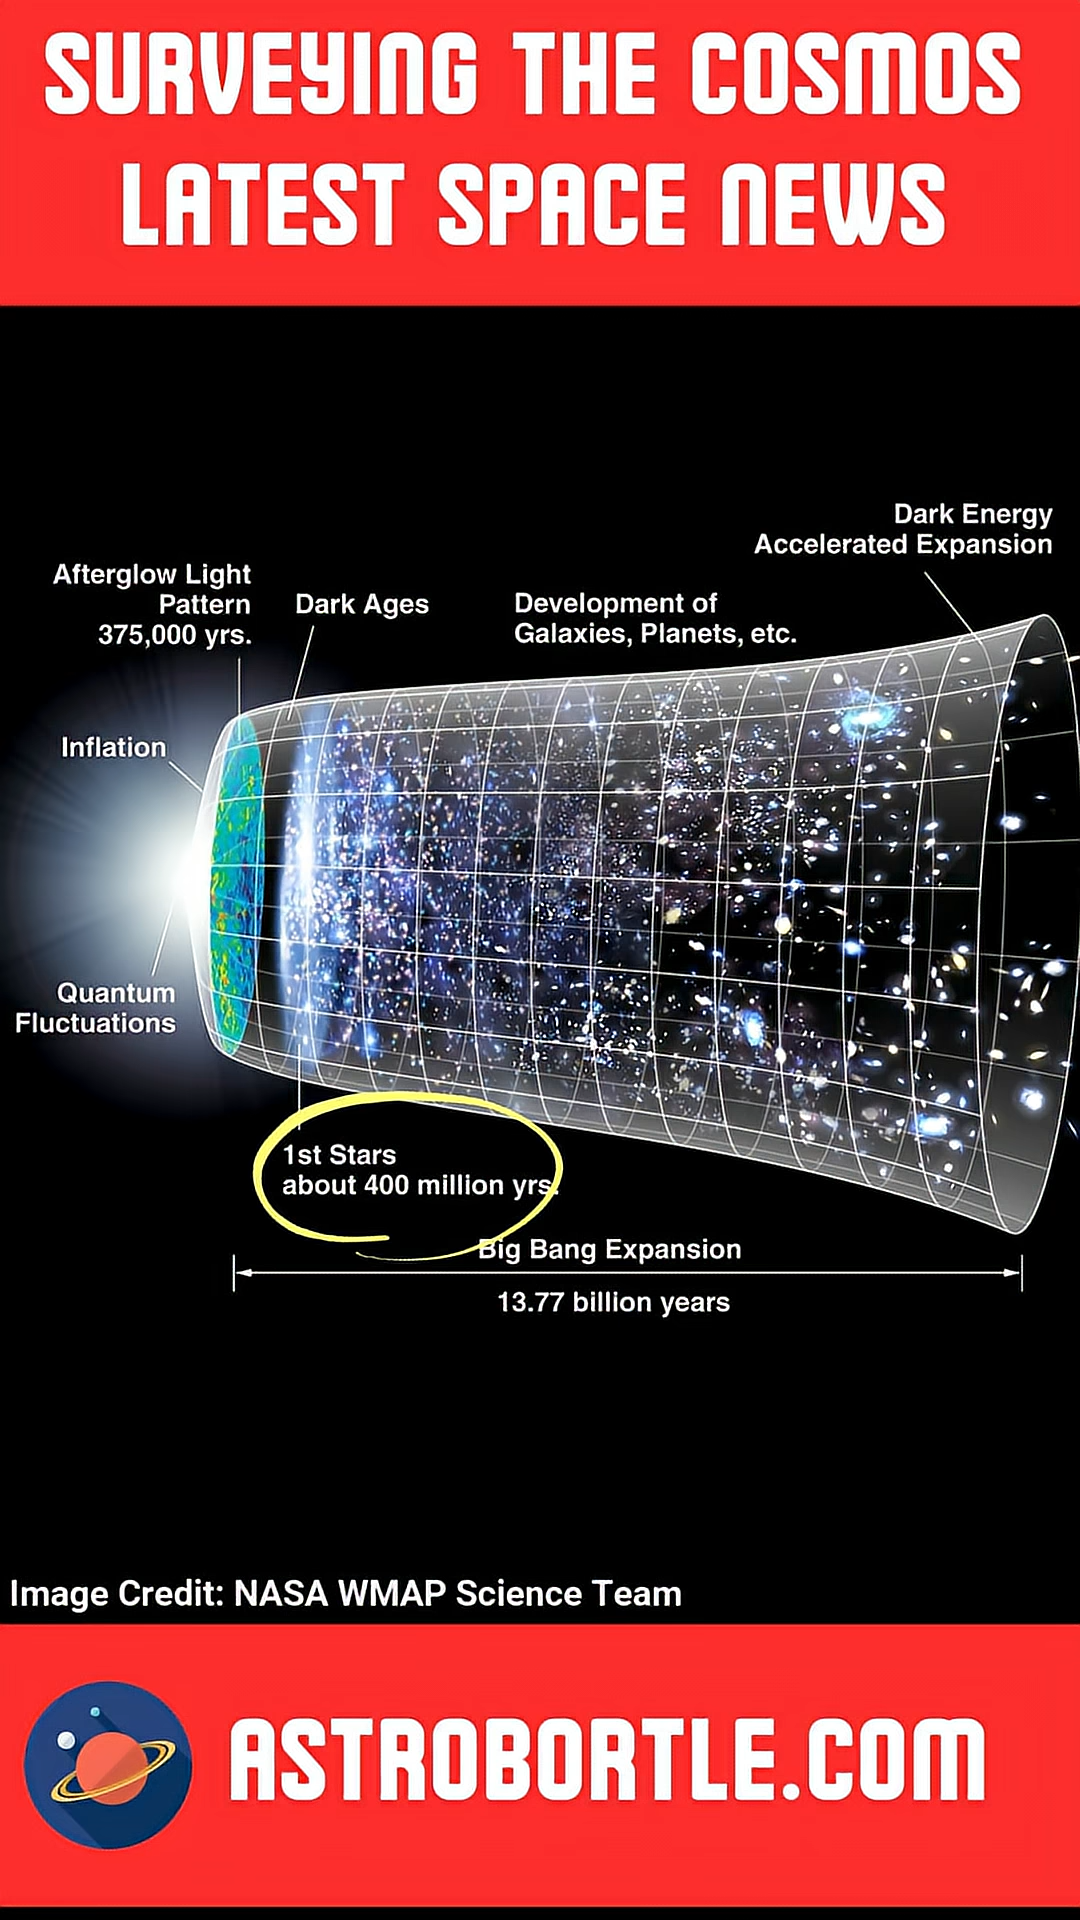 SURVEYING THE COSMOS
LATEST SPACE NEWS
Dark Energy
Accelerated Expansion
Afterglow Light
Pattern
375,000 yrs.
Dark Ages
Development of
Galaxies, Planets, etc.
Inflation
Quantum
Fluctuations
1st Stars
about 400 million yrs.
Big Bang Expansion
13.77 billion years
Image Credit: NASA WMAP Science Team
ASTROBORTLE.COM